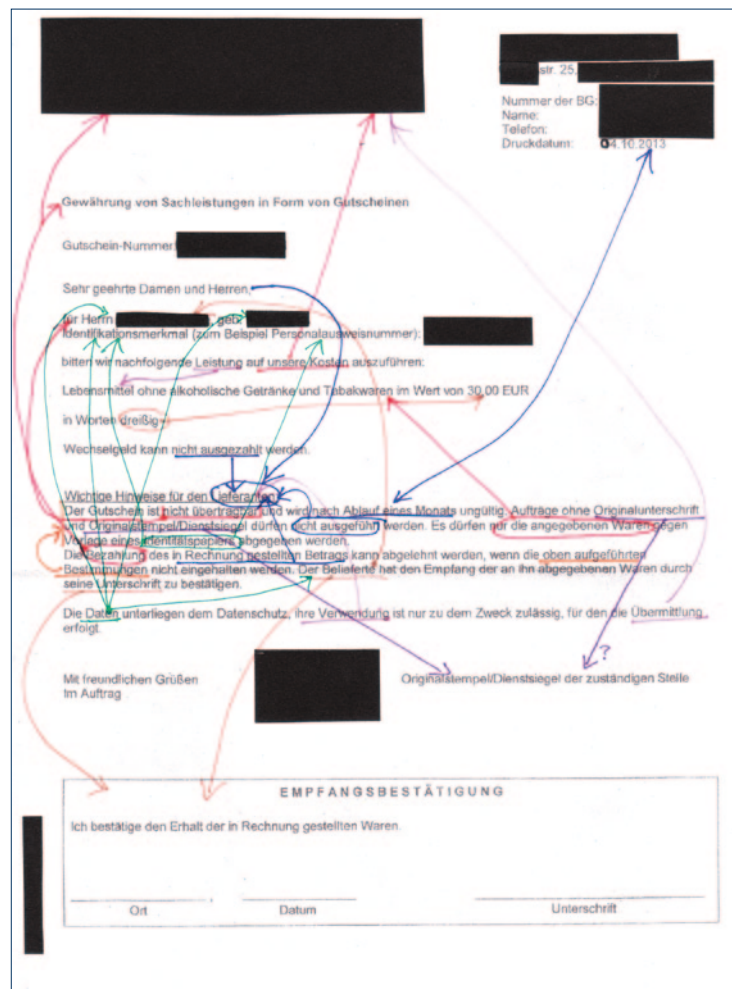 str. 25,
Nummer der BG:
Name:
Telefon:
Druckdatum: 04.10.2013
Gewährung von Sachleistungen in Form von Gutscheinen
Gutschein-Nummer
Sehr geehrte Damen und Herren,
für Herrn geb.
Identifikationsmerkmal (zum Beispiel Personalausweisnummer):
bitten wir nachfolgende Leistung auf unsere Kosten auszuführen:
Lebensmittel ohne alkoholische Getränke und Tabakwaren im Wert von 30,00 EUR
in Worten dreißig
Wechselgeld kann nicht ausgezahlt werden.
Wichtige Hinweise für den Lieferanten
Der Gutschein ist nicht übertragbar und wird nach Ablauf eines Monats ungültig. Aufträge ohne Originalunterschrift
und Originalstempel/Dienstsiegel dürfen nicht ausgeführt werden. Es dürfen nur die angegebenen Waren gegen
Vorlage eines Identitätspapiers abgegeben werden.
Die Bezahlung des in Rechnung gestellten Betrags kann abgelehnt werden, wenn die oben aufgeführten
Bestimmungen nicht eingehalten werden. Der Belieferte hat den Empfang der an ihn abgegebenen Waren durch
seine Unterschrift zu bestätigen.
Die Daten unterliegen dem Datenschutz, ihre Verwendung ist nur zu dem Zweck zulässig, für den die Übermittlung
erfolgt.
?
Mit freundlichen Grüßen
Im Auftrag
Originalstempel/Dienstsiegel der zuständigen Stelle
EMPFANGSBESTÄTIGUNG
Ich bestätige den Erhalt der in Rechnung gestellten Waren.
Ort Datum Unterschrift